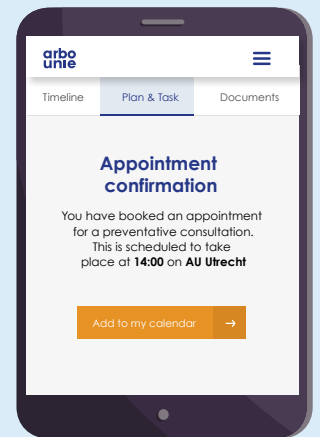 arbo
unie
Timeline Plan & Task Documents
Appointment
confirmation
You have booked an appointment
for a preventative consultation.
This is scheduled to take
place at 14:00 on AU Utrecht
Add to my calendar →